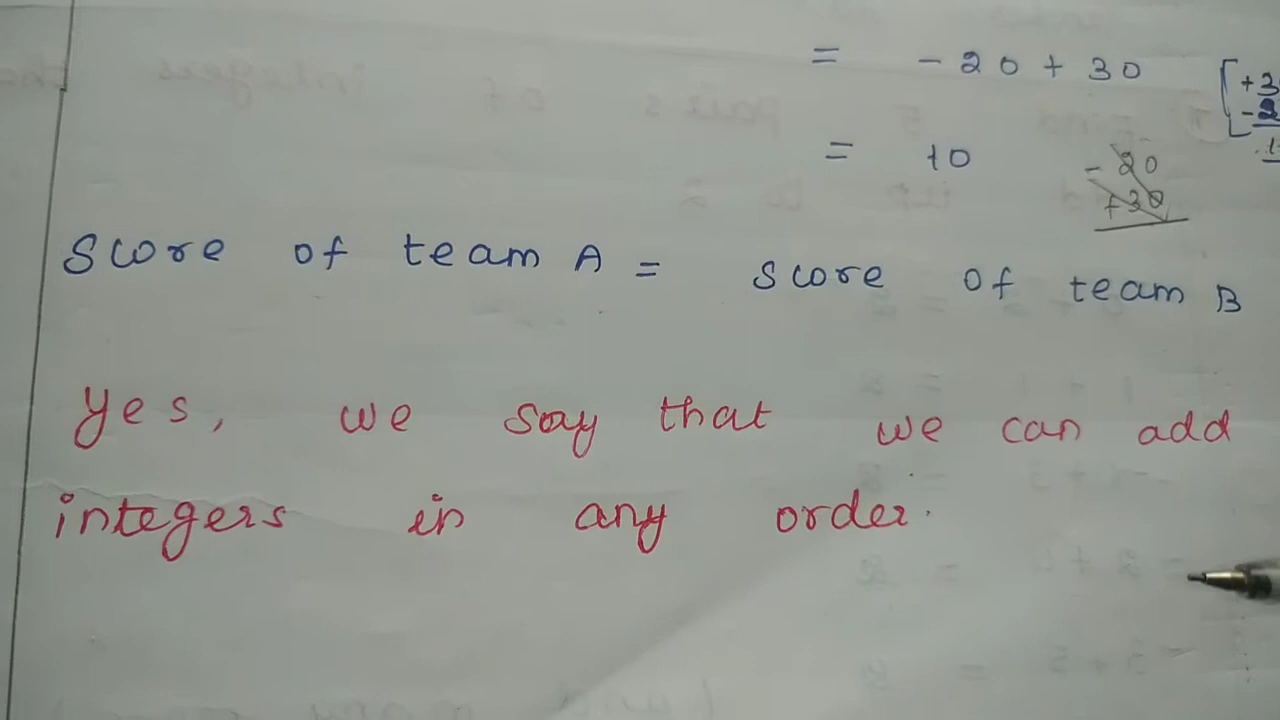 = - 20 + 30
= 10
- 20
+ 30
Score of team A = score of team B
Yes, we say that we can add
integers in any order.